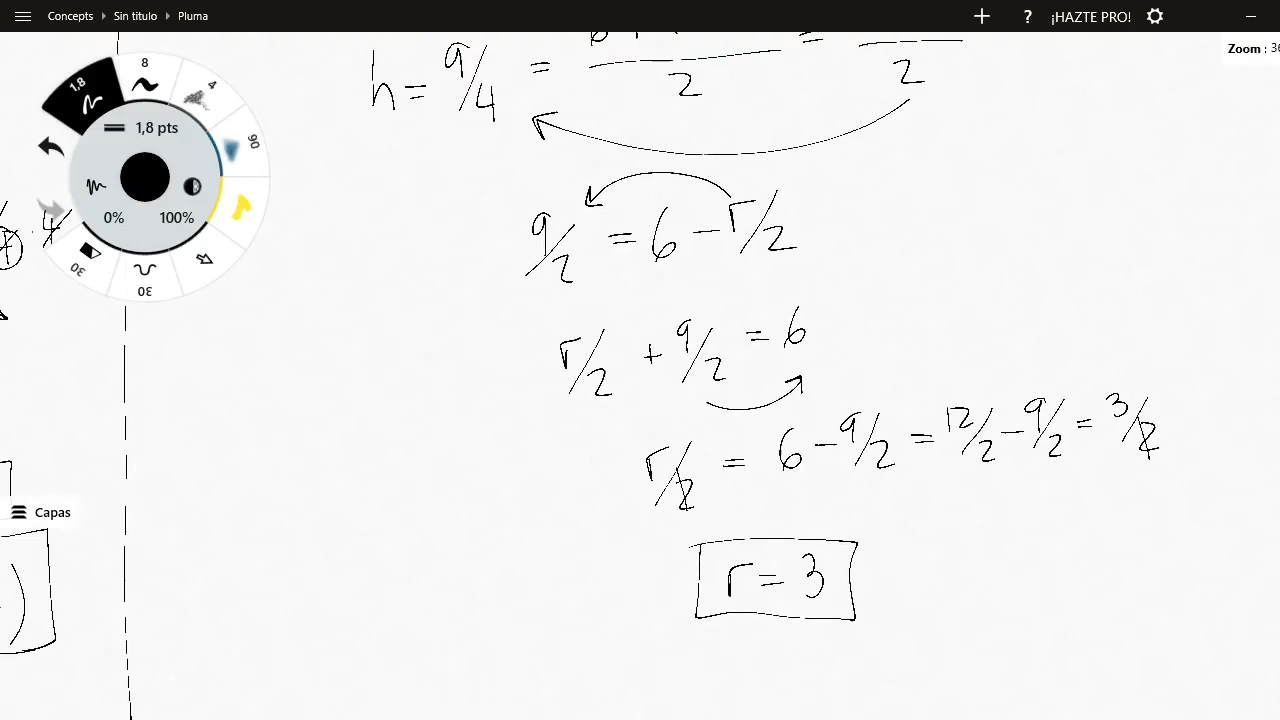 Concepts › Sin titulo › Pluma + ? ¡HAZTE PRO! –
Zoom : 36
1,8 8 4 90
1,8 pts
0% 100%
30 30
Capas
h = 9/4 = 2 = 2
9/2 = 6 - r/2
r/2 + 9/2 = 6
r/2 = 6 - 9/2 = 12/2 - 9/2 = 3/2
r = 3